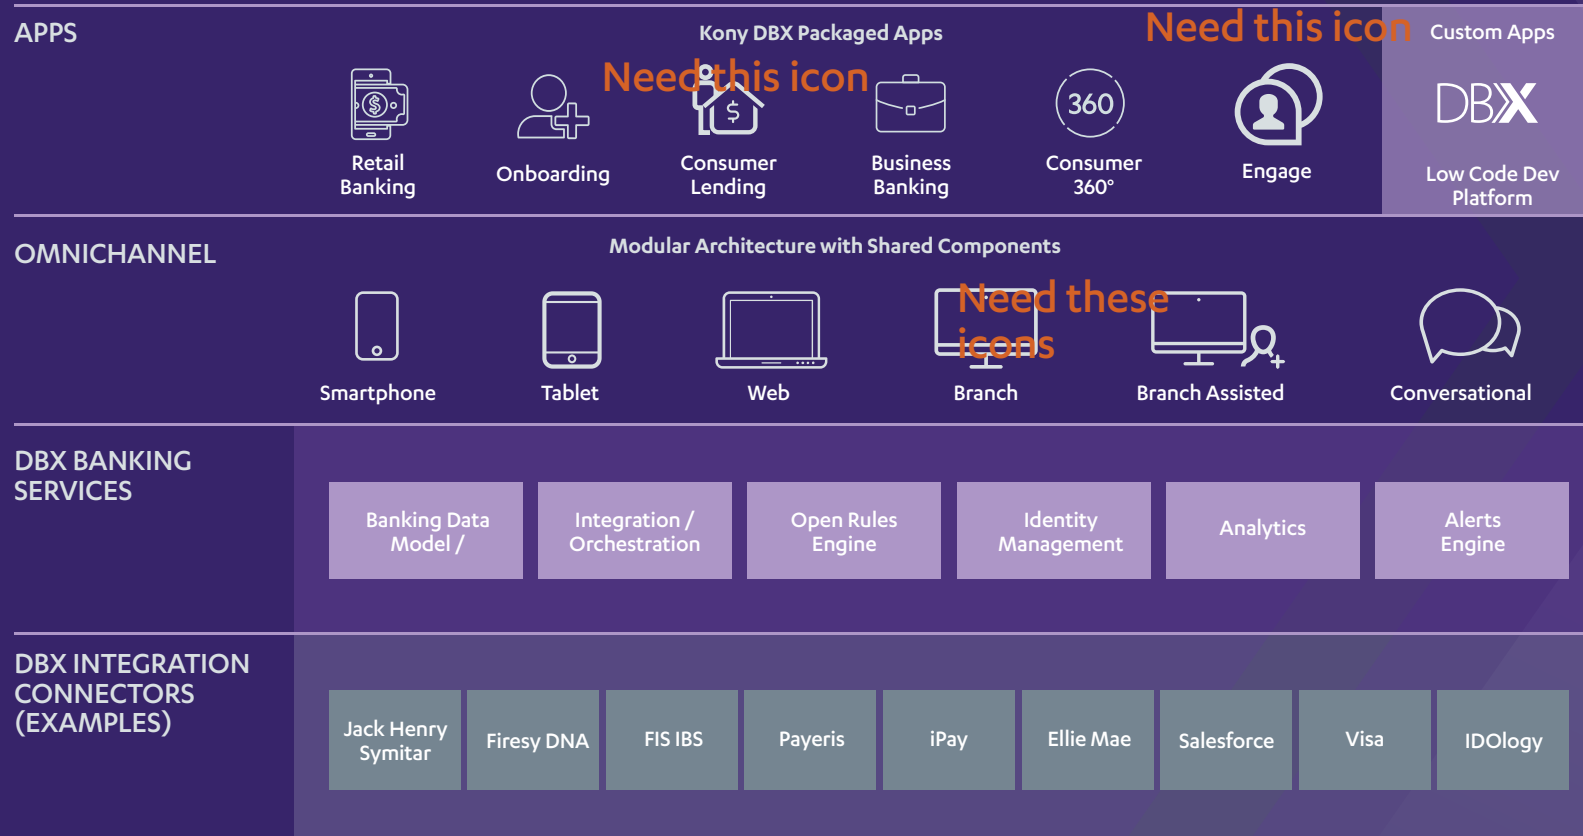 APPS
Kony DBX Packaged Apps
Need this icon
Custom Apps
Need this icon
$
$
360
DBX
Retail
Banking
Onboarding
Consumer
Lending
Business
Banking
Consumer
360°
Engage
Low Code Dev
Platform
OMNICHANNEL
Modular Architecture with Shared Components
Need these
icons
Smartphone
Tablet
Web
Branch
Branch Assisted
Conversational
DBX BANKING
SERVICES
Banking Data
Model /
Integration /
Orchestration
Open Rules
Engine
Identity
Management
Analytics
Alerts
Engine
DBX INTEGRATION
CONNECTORS
(EXAMPLES)
Jack Henry
Symitar
Firesy DNA
FIS IBS
Payeris
iPay
Ellie Mae
Salesforce
Visa
IDOlogy